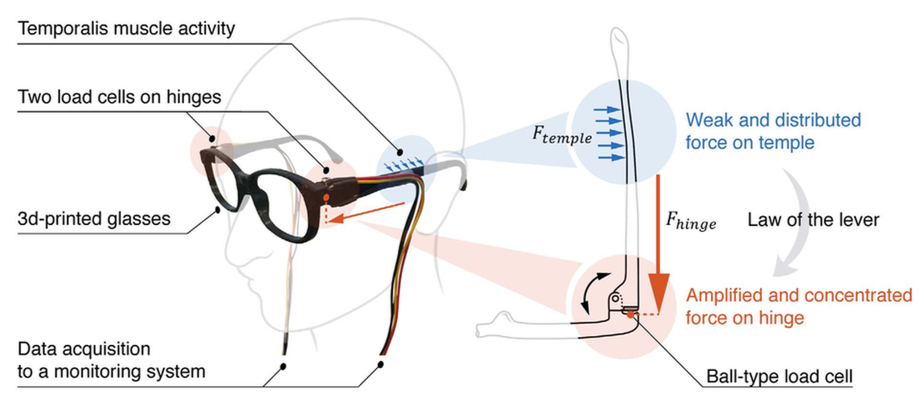 Temporalis muscle activity
Two load cells on hinges
3d-printed glasses
Data acquisition
to a monitoring system
F_temple
Weak and distributed
force on temple
F_hinge
Law of the lever
Amplified and concentrated
force on hinge
Ball-type load cell